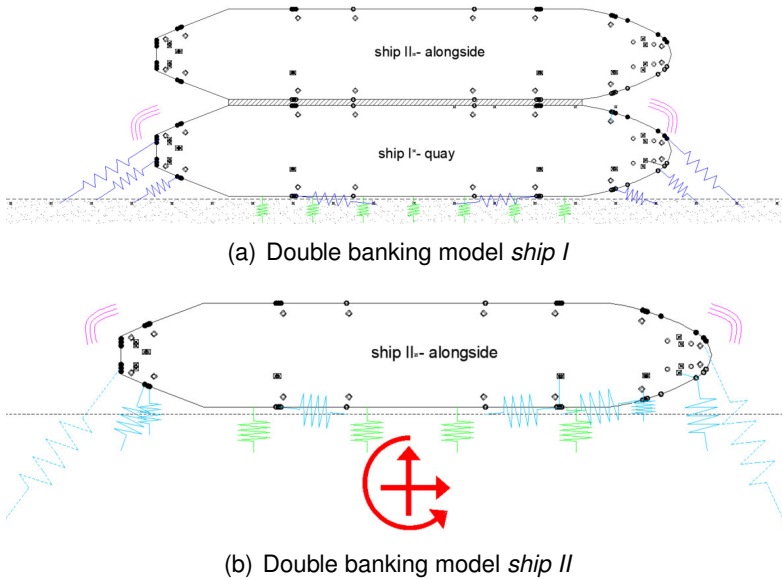 ship II - alongside
ship I - quay
(a) Double banking model ship I
ship II - alongside
(b) Double banking model ship II